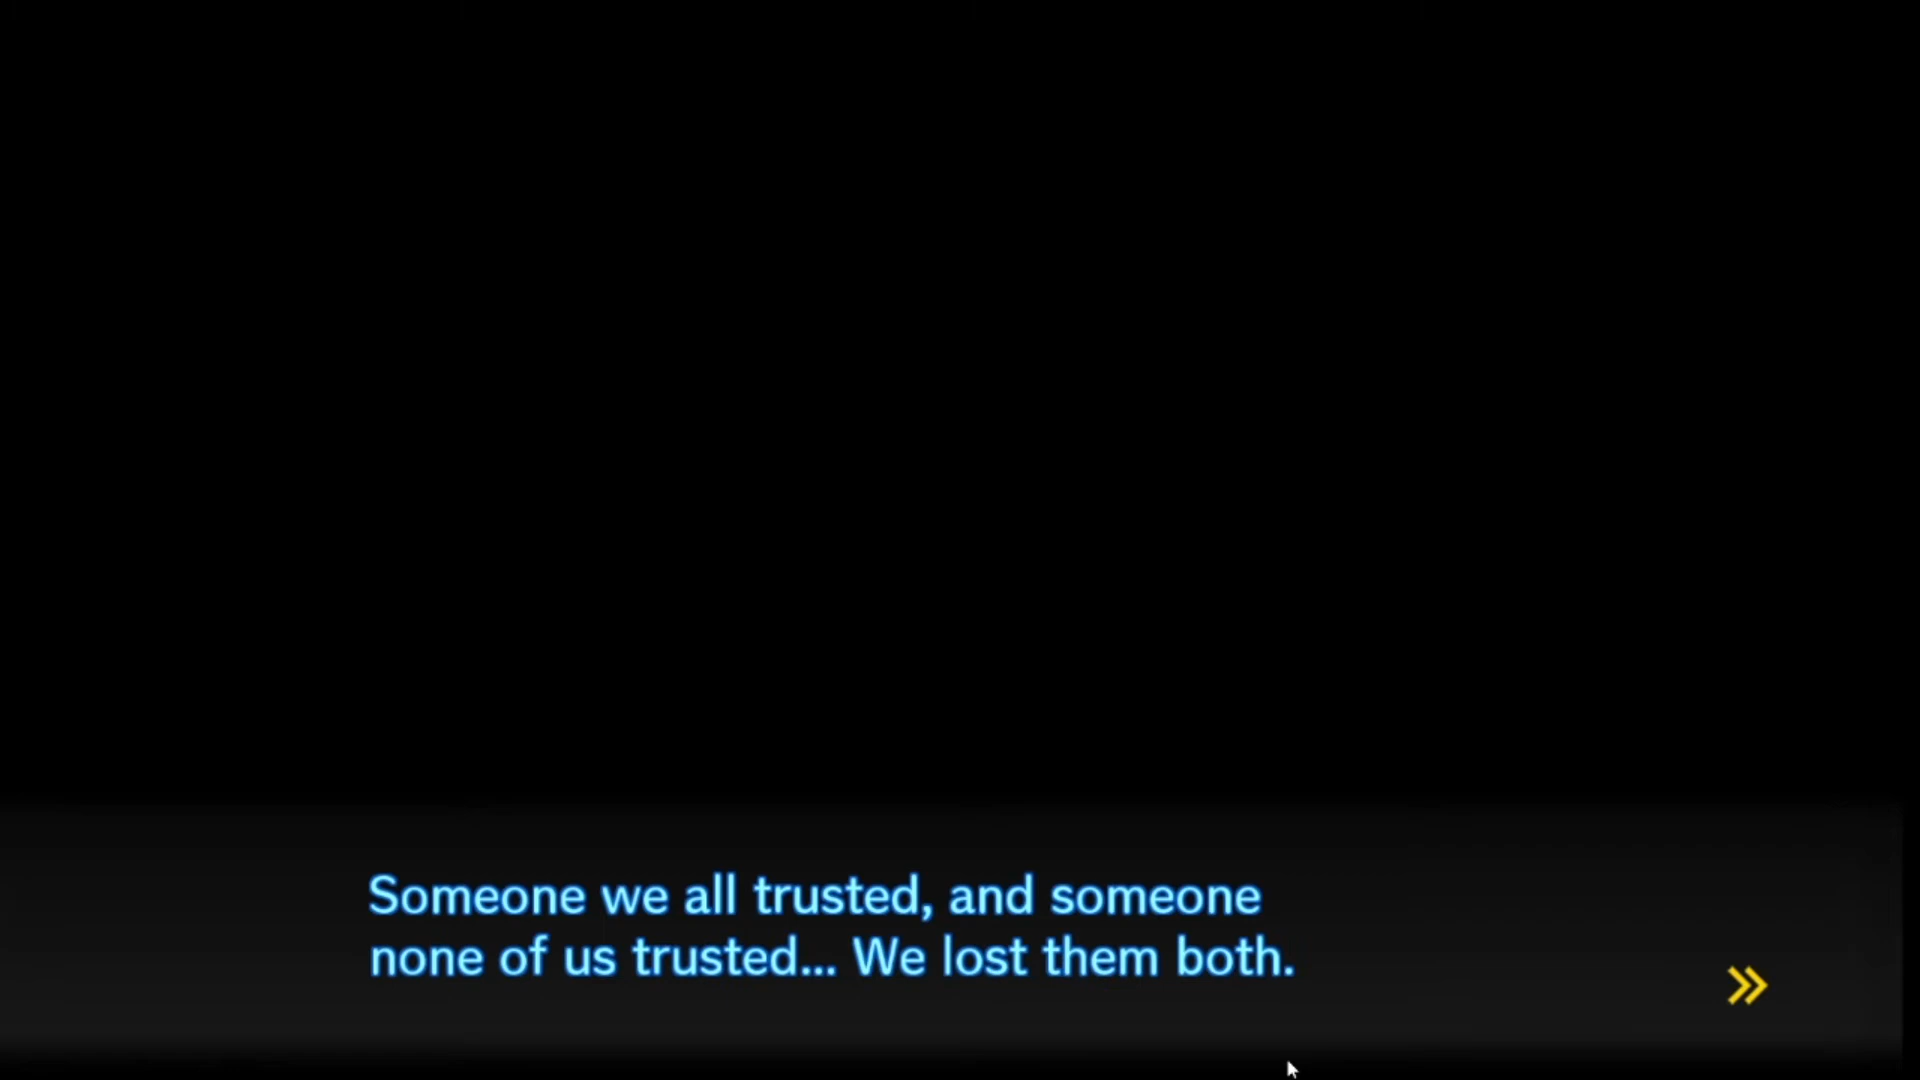 Someone we all trusted, and someone
none of us trusted... We lost them both.